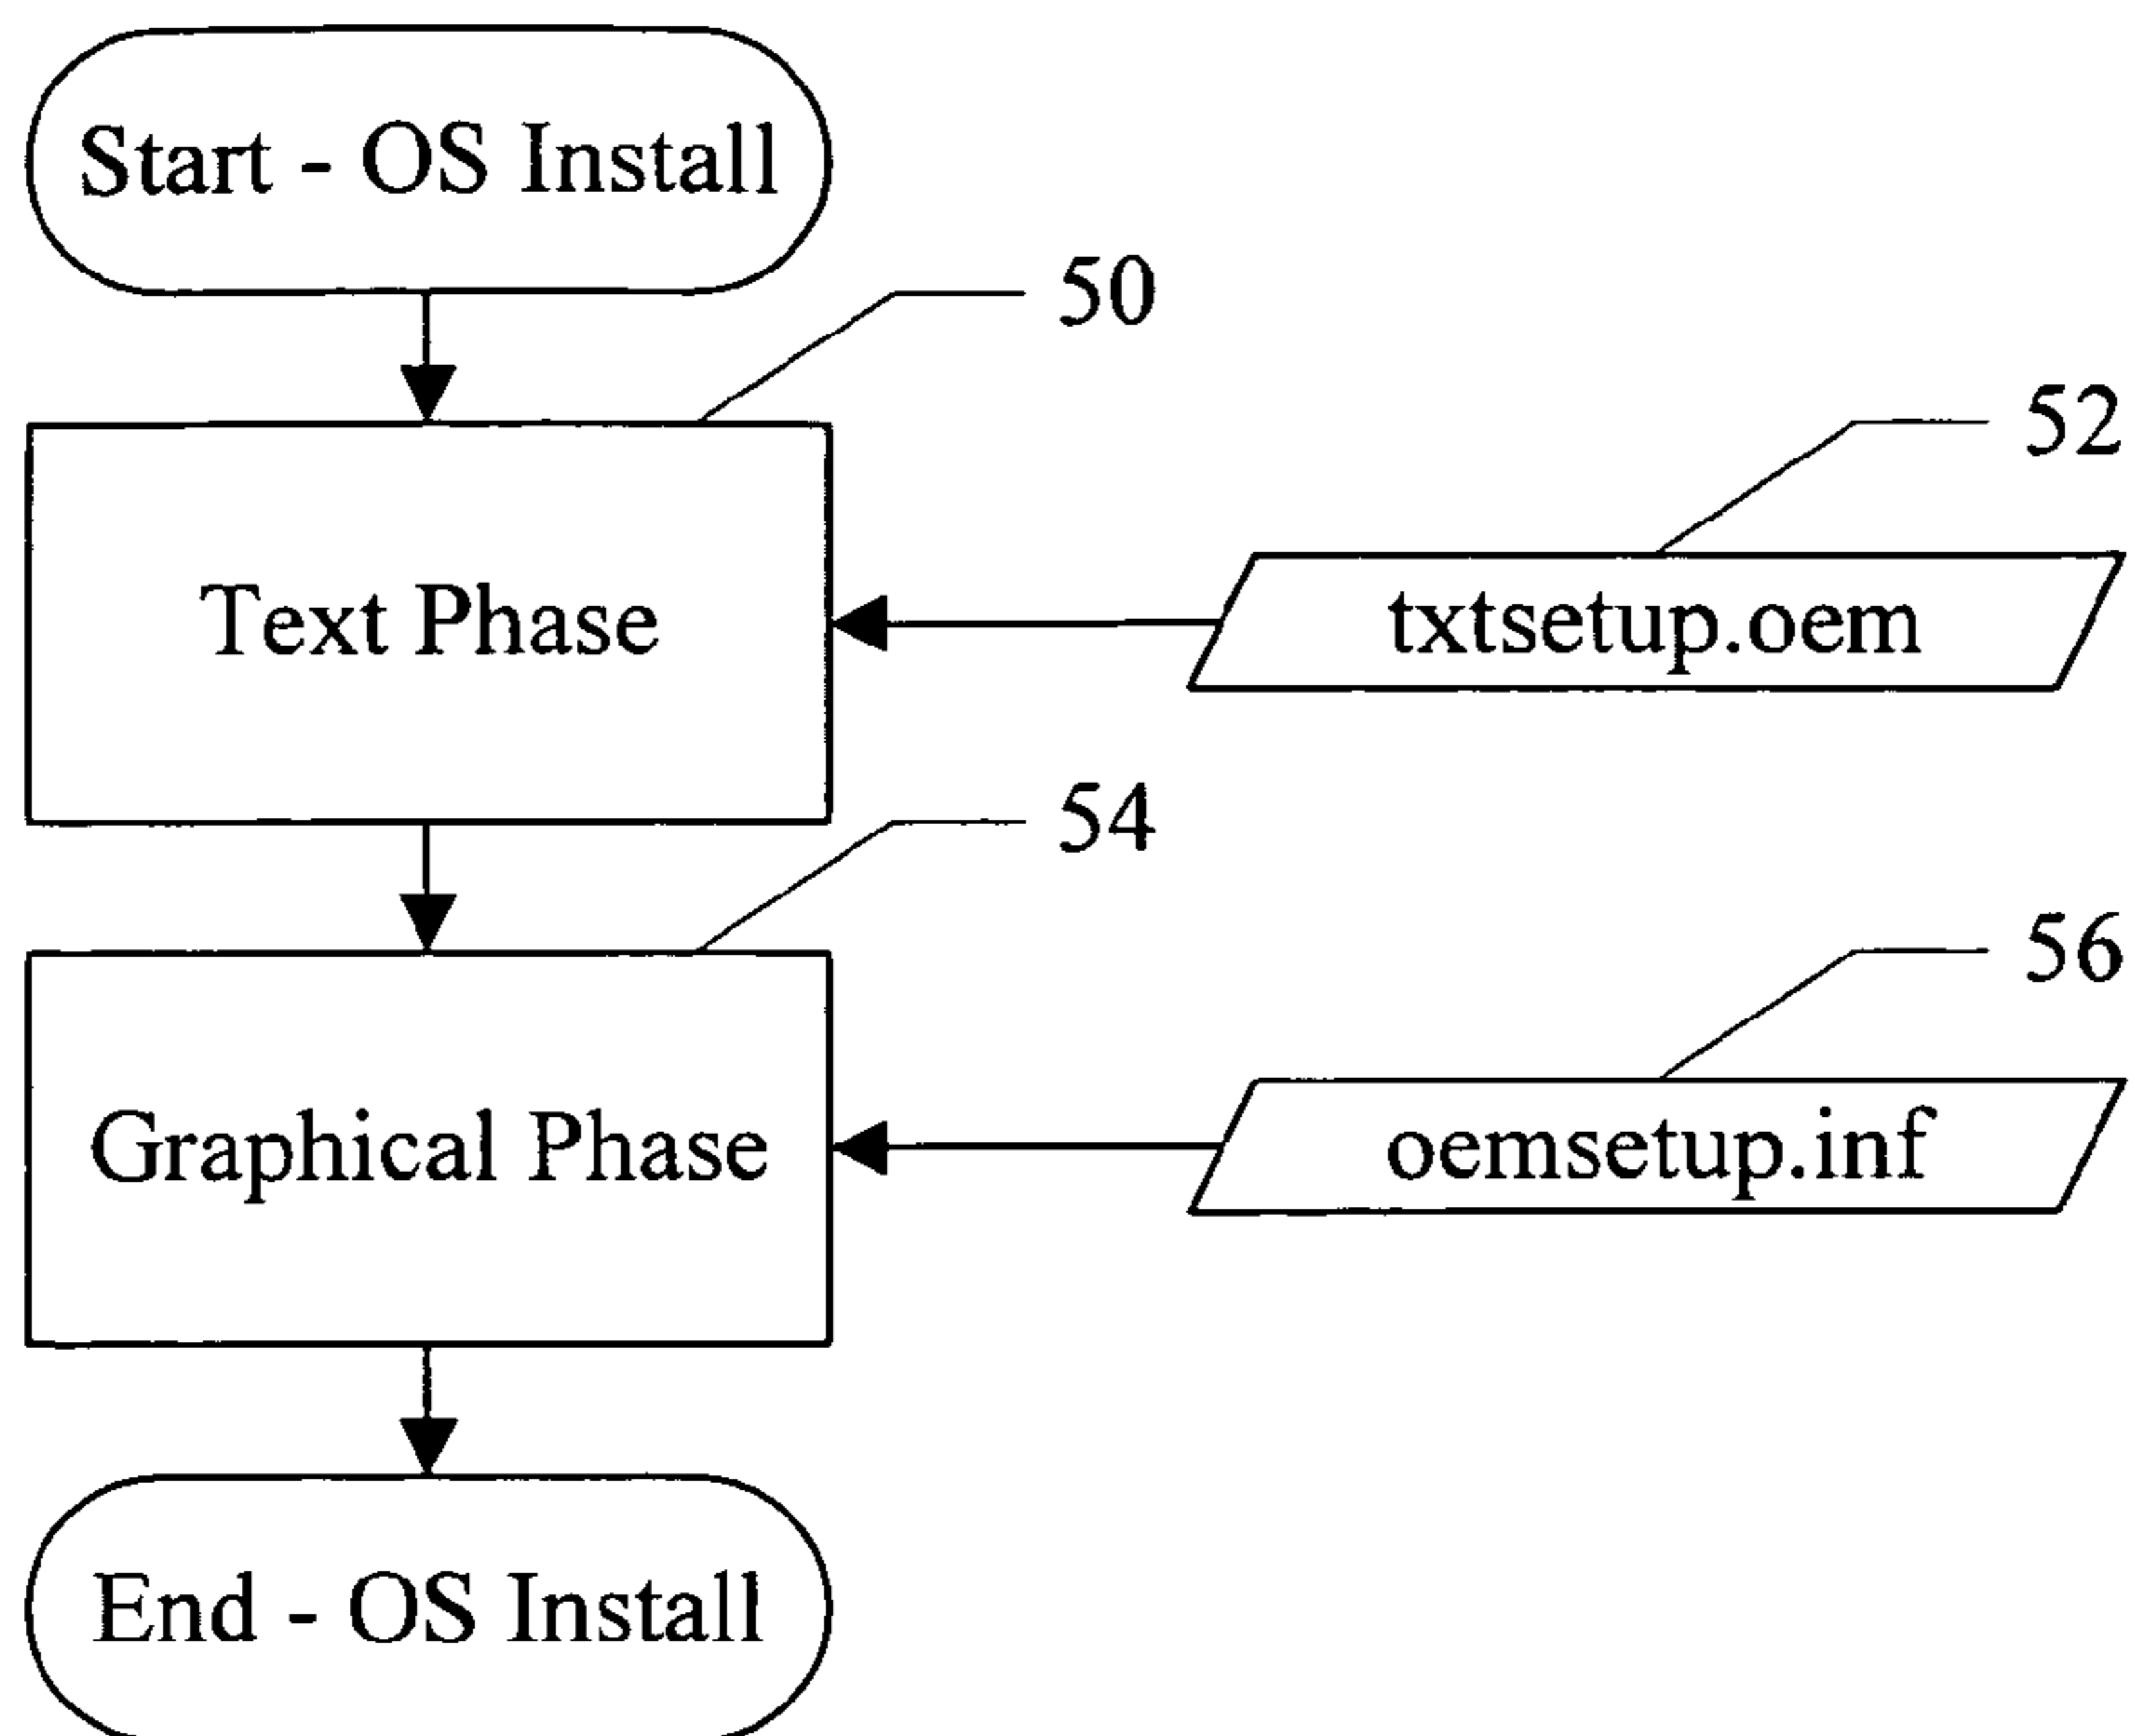 Start - OS Install
50
52
Text Phase
txtsetup.oem
54
56
Graphical Phase
oemsetup.inf
End - OS Install